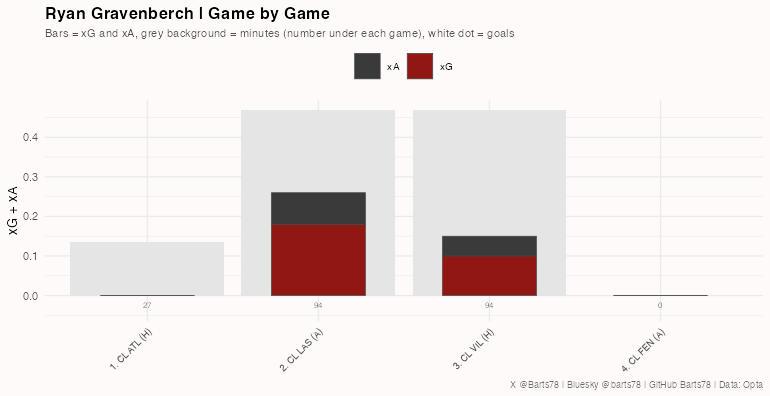 Ryan Gravenberch | Game by Game
Bars = xG and xA, grey background = minutes (number under each game), white dot = goals
xA xG
xG + xA
0.4
0.3
0.2
0.1
0.0
27 94 94 0
1. CL ATL (H) 2. CL LAS (A) 3. CL VIL (H) 4. CL FEN (A)
X @Barts78 | Bluesky @barts78 | GitHub Barts78 | Data: Opta